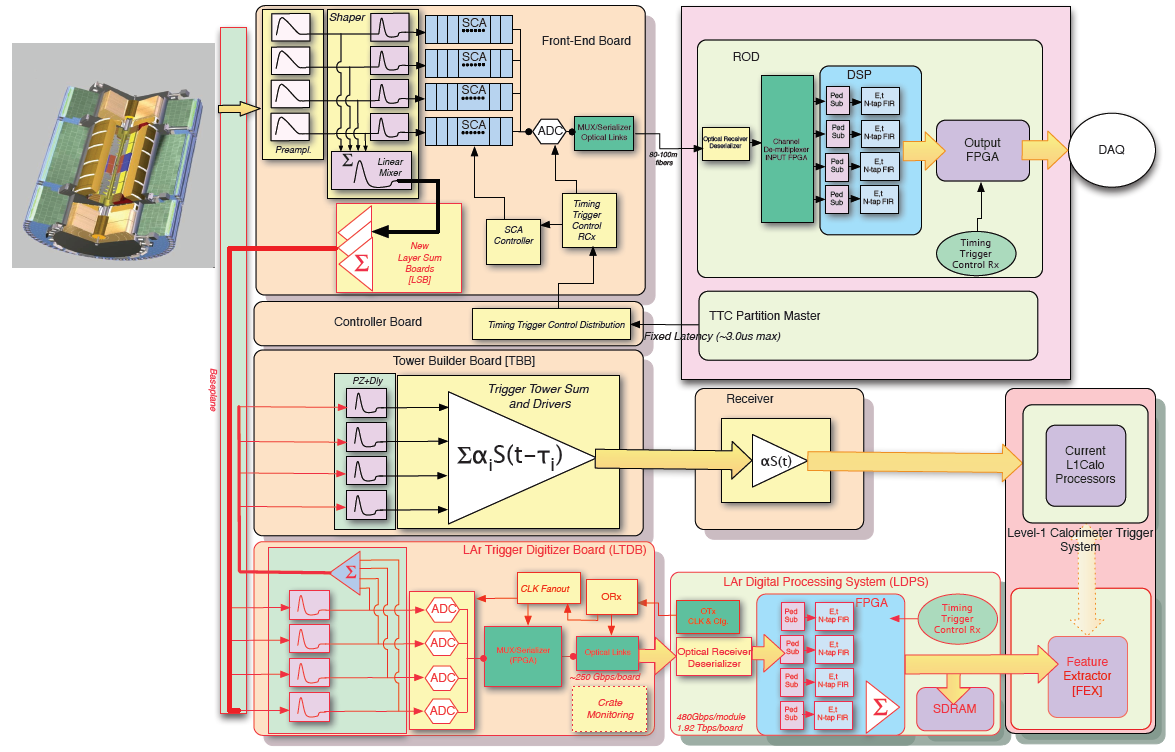 Shaper
Preampl.
Σ
Linear
Mixer
SCA
SCA
SCA
SCA
Front-End Board
ADC
MUX/Serializer
Optical Links
80-100m
fibers
New
Layer Sum
Boards
[LSB]
Σ
SCA
Controller
Timing
Trigger
Control
RCx
ROD
Optical Receiver
Deserializer
Channel
De-multiplexer
INPUT FPGA
DSP
Ped
Sub
E,t
N-tap FIR
Ped
Sub
E,t
N-tap FIR
Ped
Sub
E,t
N-tap FIR
Ped
Sub
E,t
N-tap FIR
Output
FPGA
DAQ
Timing
Trigger
Control Rx
Controller Board
Timing Trigger Control Distribution
TTC Partition Master
Fixed Latency (~3.0us max)
Baseplane
Tower Builder Board [TBB]
PZ+Dly
Trigger Tower Sum
and Drivers
Σα_iS(t−τ_i)
Receiver
αS(t)
Current
L1Calo
Processors
Level-1 Calorimeter Trigger
System
LAr Trigger Digitizer Board (LTDB)
Σ
ADC
ADC
ADC
ADC
CLK Fanout
ORx
MUX/Serializer
(FPGA)
Optical Links
~250 Gbps/board
Crate
Monitoring
LAr Digital Processing System (LDPS)
OTx
CLK & Cfg.
Optical Receiver
Deserializer
480Gbps/module
1.92 Tbps/board
FPGA
Ped
Sub
E,t
N-tap FIR
Ped
Sub
E,t
N-tap FIR
Ped
Sub
E,t
N-tap FIR
Ped
Sub
E,t
N-tap FIR
Σ
Timing
Trigger
Control Rx
SDRAM
Feature
Extractor
[FEX]